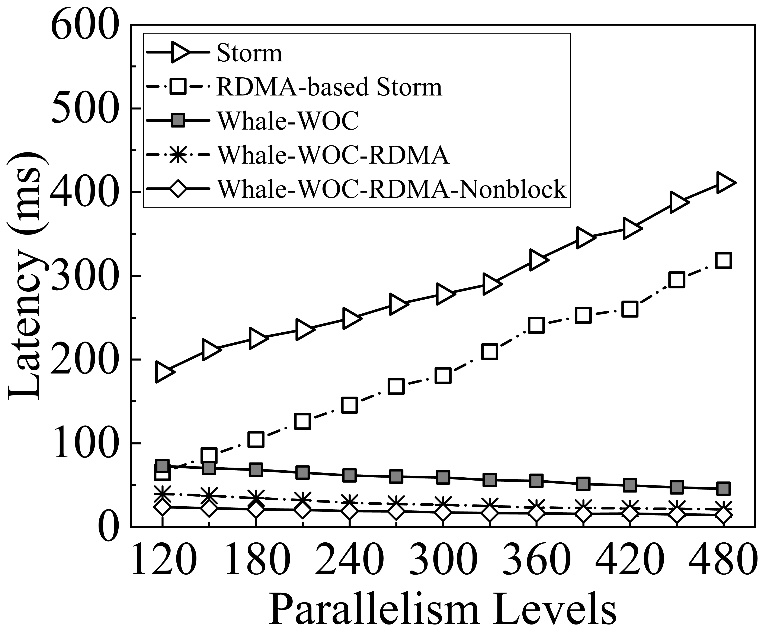 600
500
400
300
200
100
0
Latency (ms)
Storm
RDMA-based Storm
Whale-WOC
Whale-WOC-RDMA
Whale-WOC-RDMA-Nonblock
120 180 240 300 360 420 480
Parallelism Levels